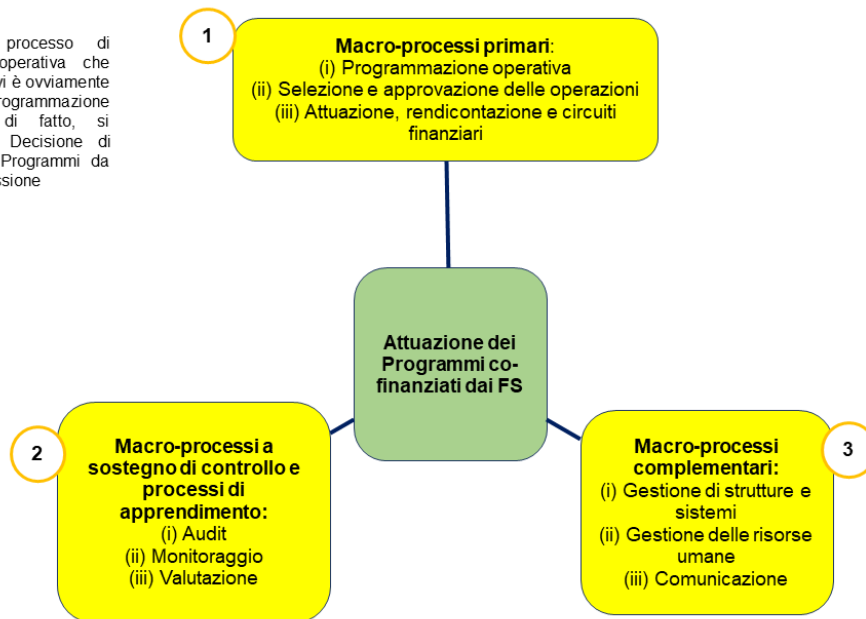 processo di
operativa che
vi è ovviamente
di fatto, si
Decisione di
Programmi da
1
Macro-processi primari:
(i) Programmazione operativa
(ii) Selezione e approvazione delle operazioni
(iii) Attuazione, rendicontazione e circuiti
finanziari
Attuazione dei
Programmi co-
finanziati dai FS
2
Macro-processi a
sostegno di controllo e
processi di
apprendimento:
(i) Audit
(ii) Monitoraggio
(iii) Valutazione
Macro-processi
complementari:
(i) Gestione di strutture e
sistemi
(ii) Gestione delle risorse
umane
(iii) Comunicazione
3